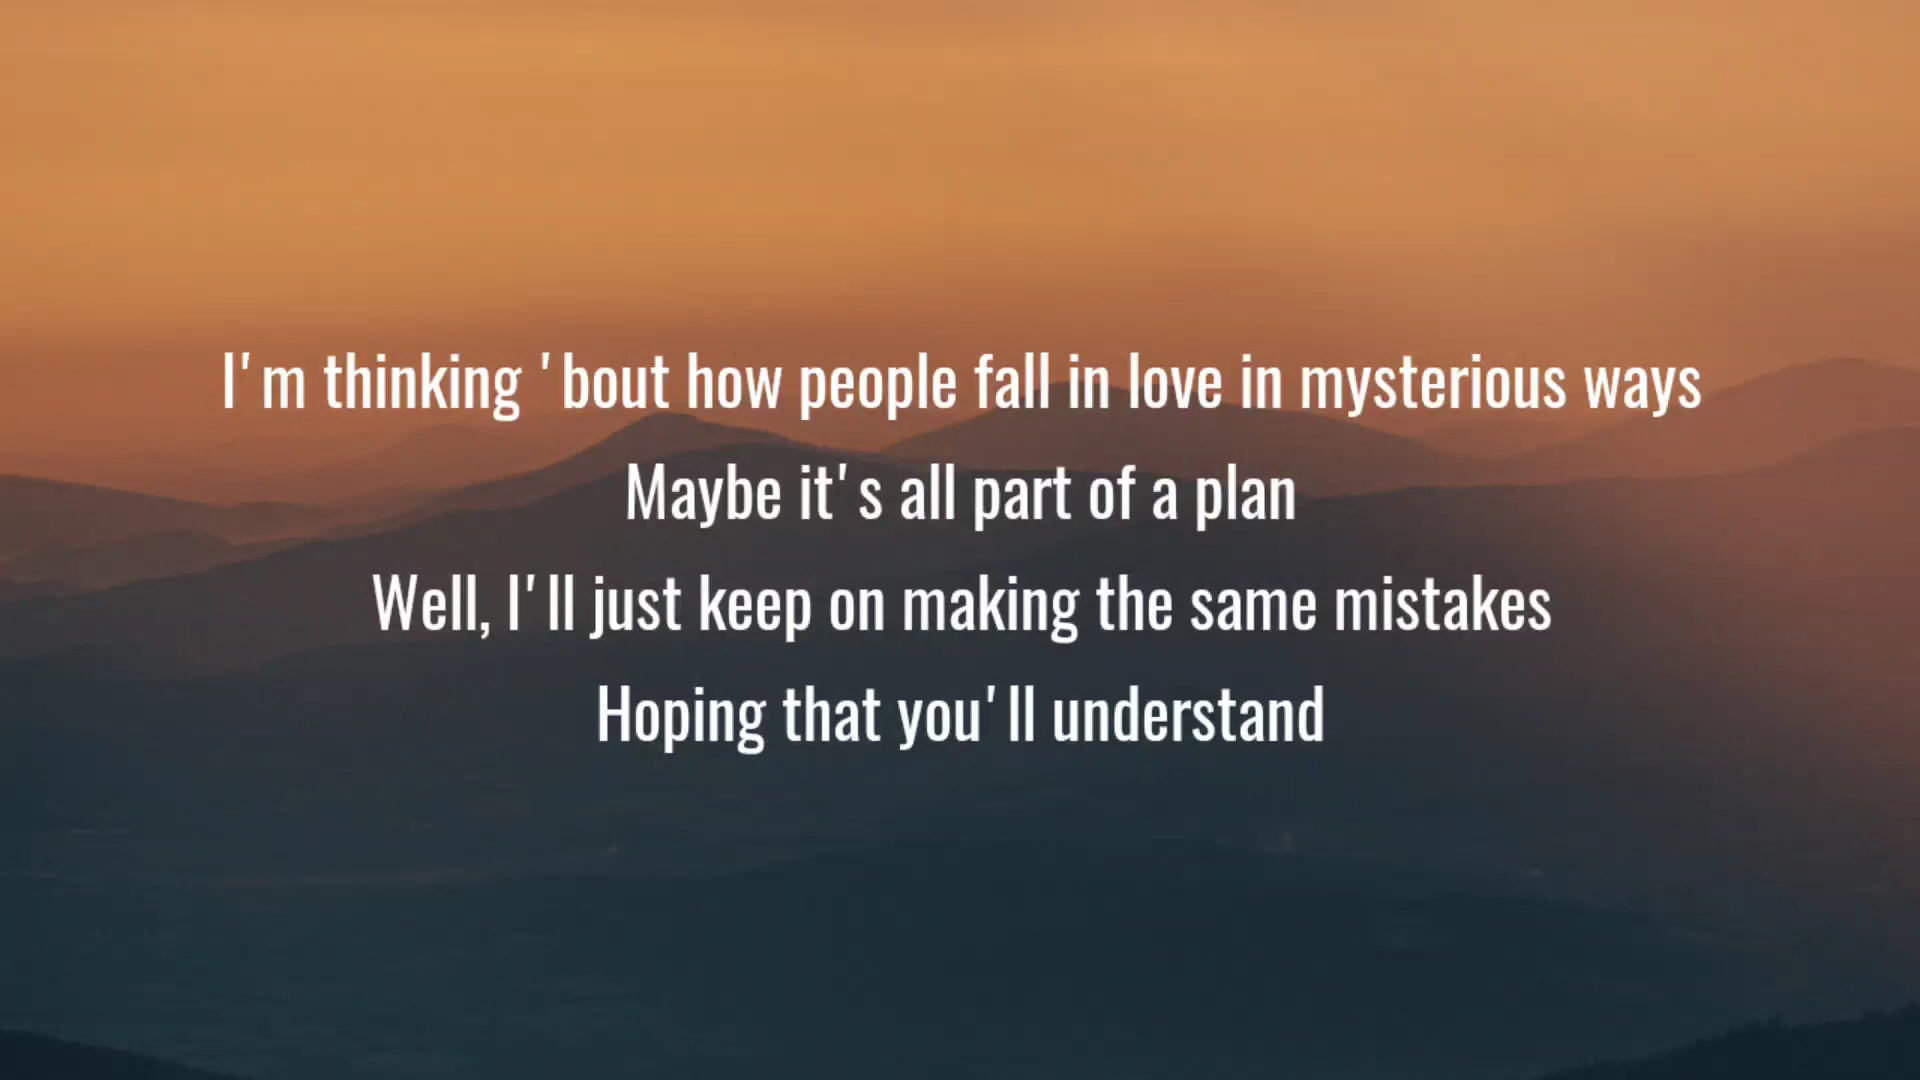 I'm thinking 'bout how people fall in love in mysterious ways
Maybe it's all part of a plan
Well, I'll just keep on making the same mistakes
Hoping that you'll understand